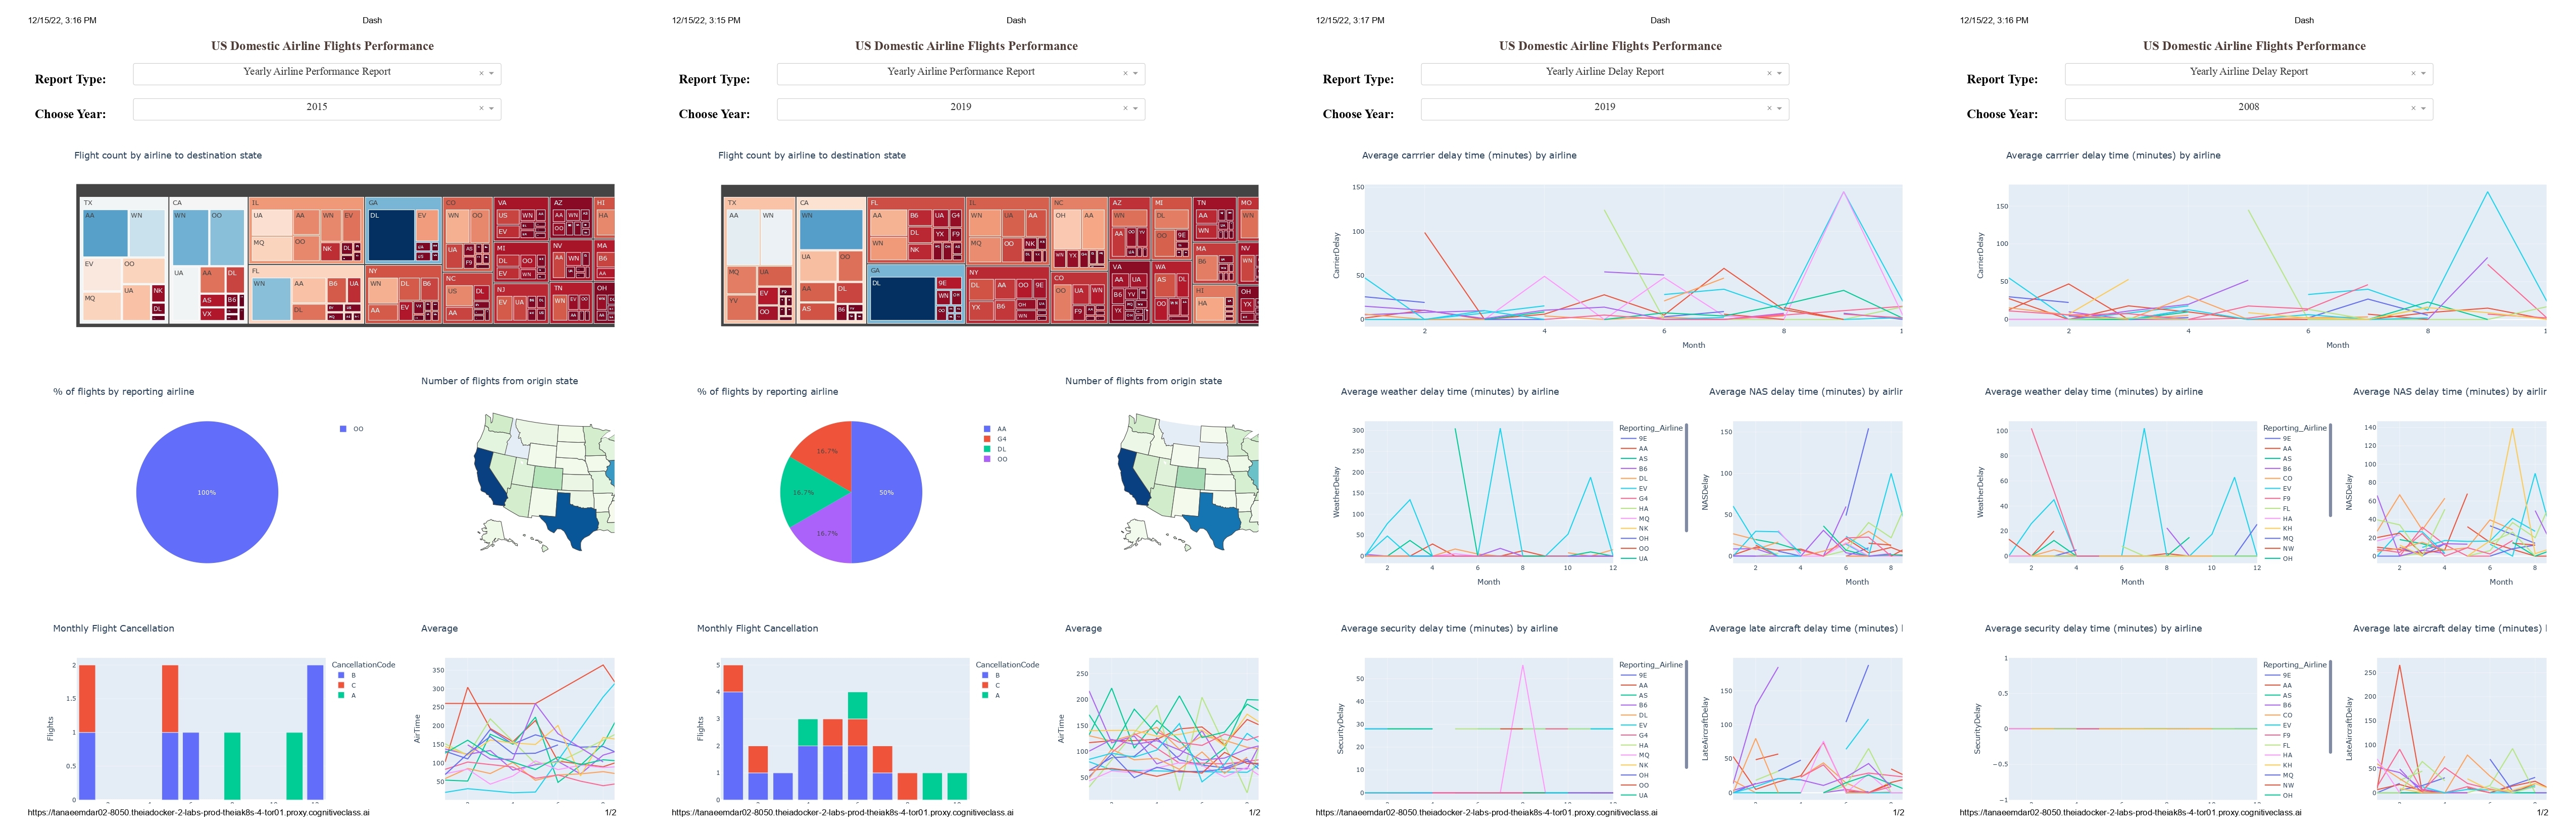 12/15/22, 3:16 PM
Dash
US Domestic Airline Flights Performance
Report Type:
Yearly Airline Performance Report
Choose Year:
2015
Flight count by airline to destination state
TX
AA
WN
EV
OO
MQ
UA
NK
DL
CA
WN
OO
UA
AA
DL
AS
B6
VX
IL
UA
AA
WN
EV
MQ
OO
NK
DL
FL
WN
AA
B6
UA
DL
GA
DL
EV
NY
WN
DL
B6
AA
EV
CO
WN
OO
UA
AA
F9
NC
US
DL
AA
VA
US
WN
EV
MI
DL
OO
EV
WN
NJ
EV
UA
AZ
AA
WN
OO
NV
AA
WN
TN
WN
HI
HA
MA
B6
AA
OH
% of flights by reporting airline
OO
100%
Number of flights from origin state
Monthly Flight Cancellation
CancellationCode
B
C
A
Flights
2
1.5
1
0.5
0
Average
AirTime
350
300
250
200
150
100
50
https://tanaeemdar02-8050.theiadocker-2-labs-prod-theiak8s-4-tor01.proxy.cognitiveclass.ai
1/2
12/15/22, 3:15 PM
Dash
US Domestic Airline Flights Performance
Report Type:
Yearly Airline Performance Report
Choose Year:
2019
Flight count by airline to destination state
TX
AA
WN
MQ
UA
YV
EV
OO
CA
WN
UA
OO
AA
DL
AS
B6
FL
AA
B6
UA
G4
DL
YX
F9
WN
NK
GA
DL
9E
WN
OH
IL
WN
UA
AA
MQ
OO
NK
NY
DL
AA
OO
9E
YX
B6
NC
OH
AA
CO
OO
UA
WN
F9
AZ
WN
AA
VA
AA
UA
B6
YV
YX
MI
DL
OO
9E
WA
AS
DL
OO
TN
AA
WN
MA
B6
HI
HA
MO
WN
NV
WN
OH
YX
% of flights by reporting airline
AA
G4
DL
OO
16.7%
16.7%
50%
16.7%
Number of flights from origin state
Monthly Flight Cancellation
CancellationCode
B
C
A
Flights
5
4
3
2
1
0
Average
AirTime
250
200
150
100
50
1/2
12/15/22, 3:17 PM
Dash
US Domestic Airline Flights Performance
Report Type:
Yearly Airline Delay Report
Choose Year:
2019
Average carrrier delay time (minutes) by airline
CarrierDelay
150
100
50
0
2
4
6
8
1
Month
Average weather delay time (minutes) by airline
WeatherDelay
300
250
200
150
100
50
0
2
4
6
8
10
12
Month
Reporting_Airline
9E
AA
AS
B6
DL
EV
G4
HA
MQ
NK
OH
OO
UA
Average NAS delay time (minutes) by airlir
NASDelay
150
100
50
0
2
4
6
8
Month
Average security delay time (minutes) by airline
SecurityDelay
50
40
30
20
10
0
Reporting_Airline
9E
AA
AS
B6
DL
EV
G4
HA
MQ
NK
OH
OO
UA
Average late aircraft delay time (minutes) l
LateAircraftDelay
150
100
50
0
https://tanaeemdar02-8050.theiadocker-2-labs-prod-theiak8s-4-tor01.proxy.cognitiveclass.ai
1/2
12/15/22, 3:16 PM
Dash
US Domestic Airline Flights Performance
Report Type:
Yearly Airline Delay Report
Choose Year:
2008
Average carrrier delay time (minutes) by airline
CarrierDelay
150
100
50
0
2
4
6
8
1
Month
Average weather delay time (minutes) by airline
WeatherDelay
100
80
60
40
20
0
2
4
6
8
10
12
Month
Reporting_Airline
9E
AA
AS
B6
CO
EV
F9
FL
HA
KH
MQ
NW
OH
Average NAS delay time (minutes) by airlir
NASDelay
140
120
100
80
60
40
20
0
2
4
6
8
Month
Average security delay time (minutes) by airline
SecurityDelay
1
0.5
0
−0.5
−1
Reporting_Airline
9E
AA
AS
B6
CO
EV
F9
FL
HA
KH
MQ
NW
OH
Average late aircraft delay time (minutes) l
LateAircraftDelay
250
200
150
100
50
0
1/2